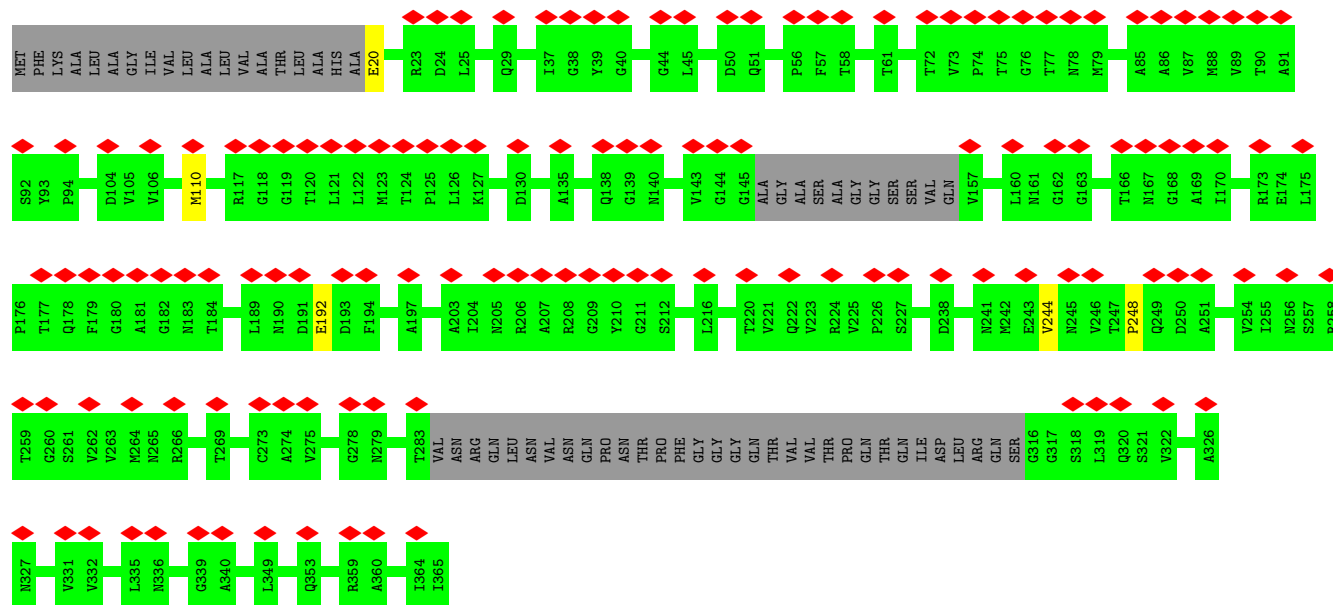 MET PHE LYS ALA LEU ALA GLY ILE VAL LEU ALA LEU VAL ALA THR LEU ALA HIS ALA E20 R23 D24 L25 Q29 I37 G38 Y39 G40 G44 L45 D50 Q51 P56 F57 T58 T61 T72 V73 P74 T75 G76 T77 N78 M79 A85 A86 V87 M88 V89 T90 A91
S92 Y93 P94 D104 V105 V106 M110 R117 G118 G119 T120 L121 L122 M123 T124 P125 L126 K127 D130 A135 Q138 G139 N140 V143 G144 G145 ALA GLY ALA SER ALA GLY GLY SER SER VAL GLN V157 L160 N161 G162 G163 T166 N167 G168 A169 I170 R173 E174 L175
P176 T177 Q178 F179 G180 A181 G182 N183 T184 L189 N190 D191 E192 D193 F194 A197 A203 I204 N205 R206 A207 R208 G209 Y210 G211 S212 L216 T220 V221 Q222 V223 R224 V225 P226 S227 D238 N241 M242 E243 V244 N245 V246 T247 P248 Q249 D250 A251 V254 I255 N256 S257 R258
T259 G260 S261 V262 V263 M264 N265 R266 T269 C273 A274 V275 G278 N279 T283 VAL ASN ARG GLN LEU ASN VAL ASN GLN PRO ASN THR PRO PHE GLY GLY GLY GLN THR VAL VAL THR PRO GLN THR GLN ILE ASP LEU ARG GLN SER G316 G317 S318 L319 Q320 S321 V322 A326
N327 V331 V332 L335 N336 G339 A340 L349 Q353 R359 A360 I364 I365